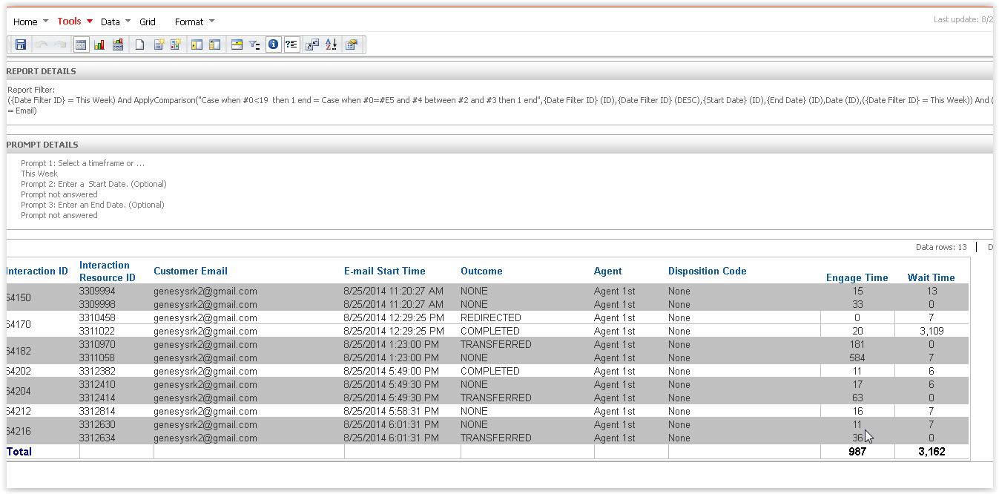 Home Tools Data Grid Format Last update: 8/2
REPORT DETAILS
Report Filter:
({Date Filter ID} = This Week) And ApplyComparison("Case when #0<19 then 1 end = Case when #0=#E5 and #4 between #2 and #3 then 1 end",{Date Filter ID} (ID),{Date Filter ID} (DESC),{Start Date} (ID),{End Date} (ID),Date (ID),({Date Filter ID} = This Week)) And (
= Email)
PROMPT DETAILS
Prompt 1: Select a timeframe or ...
This Week
Prompt 2: Enter a Start Date. (Optional)
Prompt not answered
Prompt 3: Enter an End Date. (Optional)
Prompt not answered
Data rows: 13 D
Interaction ID Interaction Resource ID Customer Email E-mail Start Time Outcome Agent Disposition Code Engage Time Wait Time
64150 3309994 genesysrk2@gmail.com 8/25/2014 11:20:27 AM NONE Agent 1st None 15 13
3309998 genesysrk2@gmail.com 8/25/2014 11:20:27 AM NONE Agent 1st None 33 0
64170 3310458 genesysrk2@gmail.com 8/25/2014 12:29:25 PM REDIRECTED Agent 1st None 0 7
3311022 genesysrk2@gmail.com 8/25/2014 12:29:25 PM COMPLETED Agent 1st None 20 3,109
64182 3310970 genesysrk2@gmail.com 8/25/2014 1:23:00 PM TRANSFERRED Agent 1st None 181 0
3311058 genesysrk2@gmail.com 8/25/2014 1:23:00 PM NONE Agent 1st None 584 7
64202 3312382 genesysrk2@gmail.com 8/25/2014 5:49:00 PM COMPLETED Agent 1st None 11 6
64204 3312410 genesysrk2@gmail.com 8/25/2014 5:49:30 PM NONE Agent 1st None 17 6
3312414 genesysrk2@gmail.com 8/25/2014 5:49:30 PM TRANSFERRED Agent 1st None 63 0
64212 3312814 genesysrk2@gmail.com 8/25/2014 5:58:31 PM NONE Agent 1st None 16 7
64216 3312630 genesysrk2@gmail.com 8/25/2014 6:01:31 PM NONE Agent 1st None 11 7
3312634 genesysrk2@gmail.com 8/25/2014 6:01:31 PM TRANSFERRED Agent 1st None 36 0
Total 987 3,162